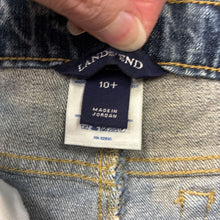 LANDS' END
10+
MADE IN
JORDAN